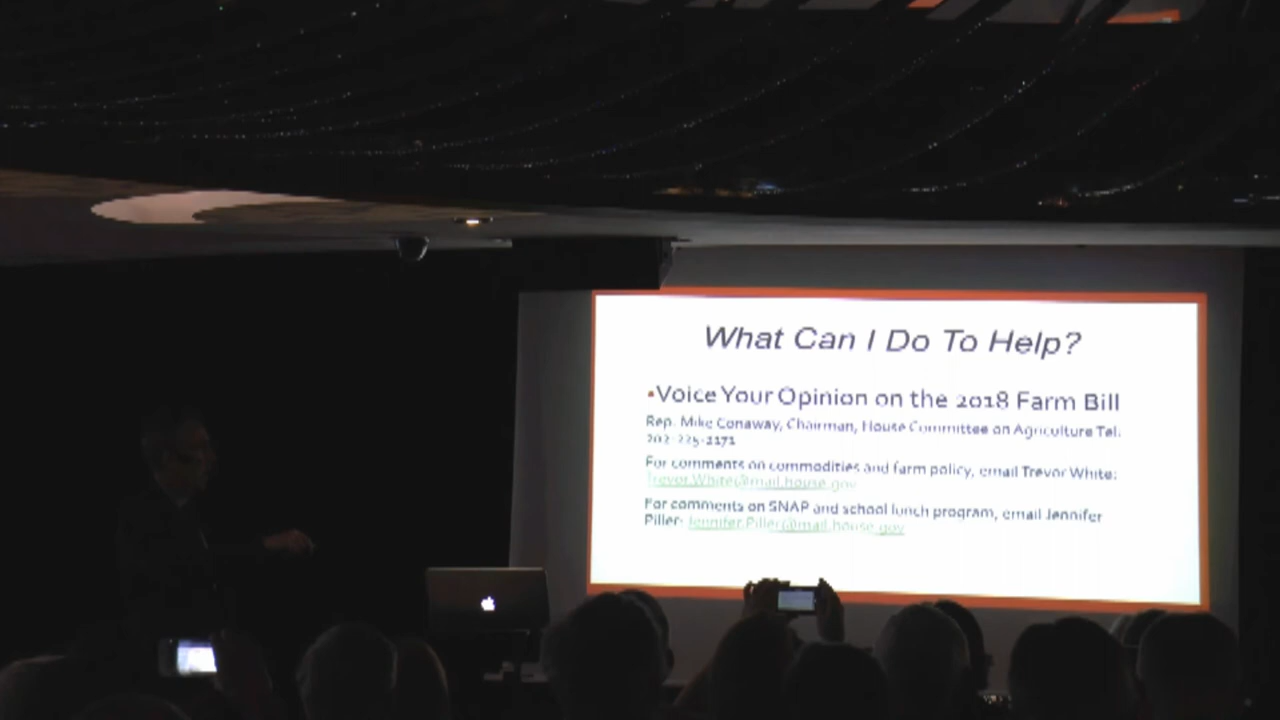 What Can I Do To Help?
•Voice Your Opinion on the 2018 Farm Bill
Rep. Mike Conaway, Chairman, House Committee on Agriculture Tel:
202-225-2171
For comments on commodities and farm policy, email Trevor White:
Trevor.White@mail.house.gov
For comments on SNAP and school lunch program, email Jennifer
Piller: Jennifer.Piller@mail.house.gov